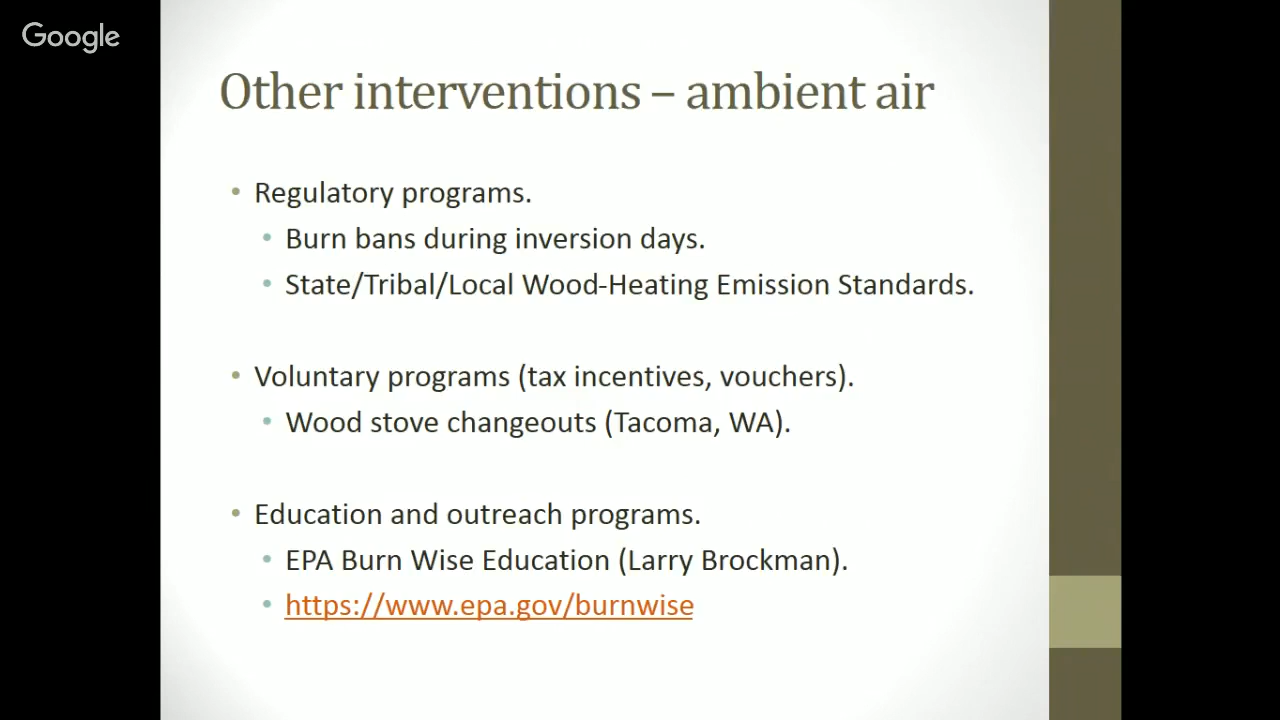 Google
Other interventions – ambient air
• Regulatory programs.
• Burn bans during inversion days.
• State/Tribal/Local Wood-Heating Emission Standards.
• Voluntary programs (tax incentives, vouchers).
• Wood stove changeouts (Tacoma, WA).
• Education and outreach programs.
• EPA Burn Wise Education (Larry Brockman).
• https://www.epa.gov/burnwise